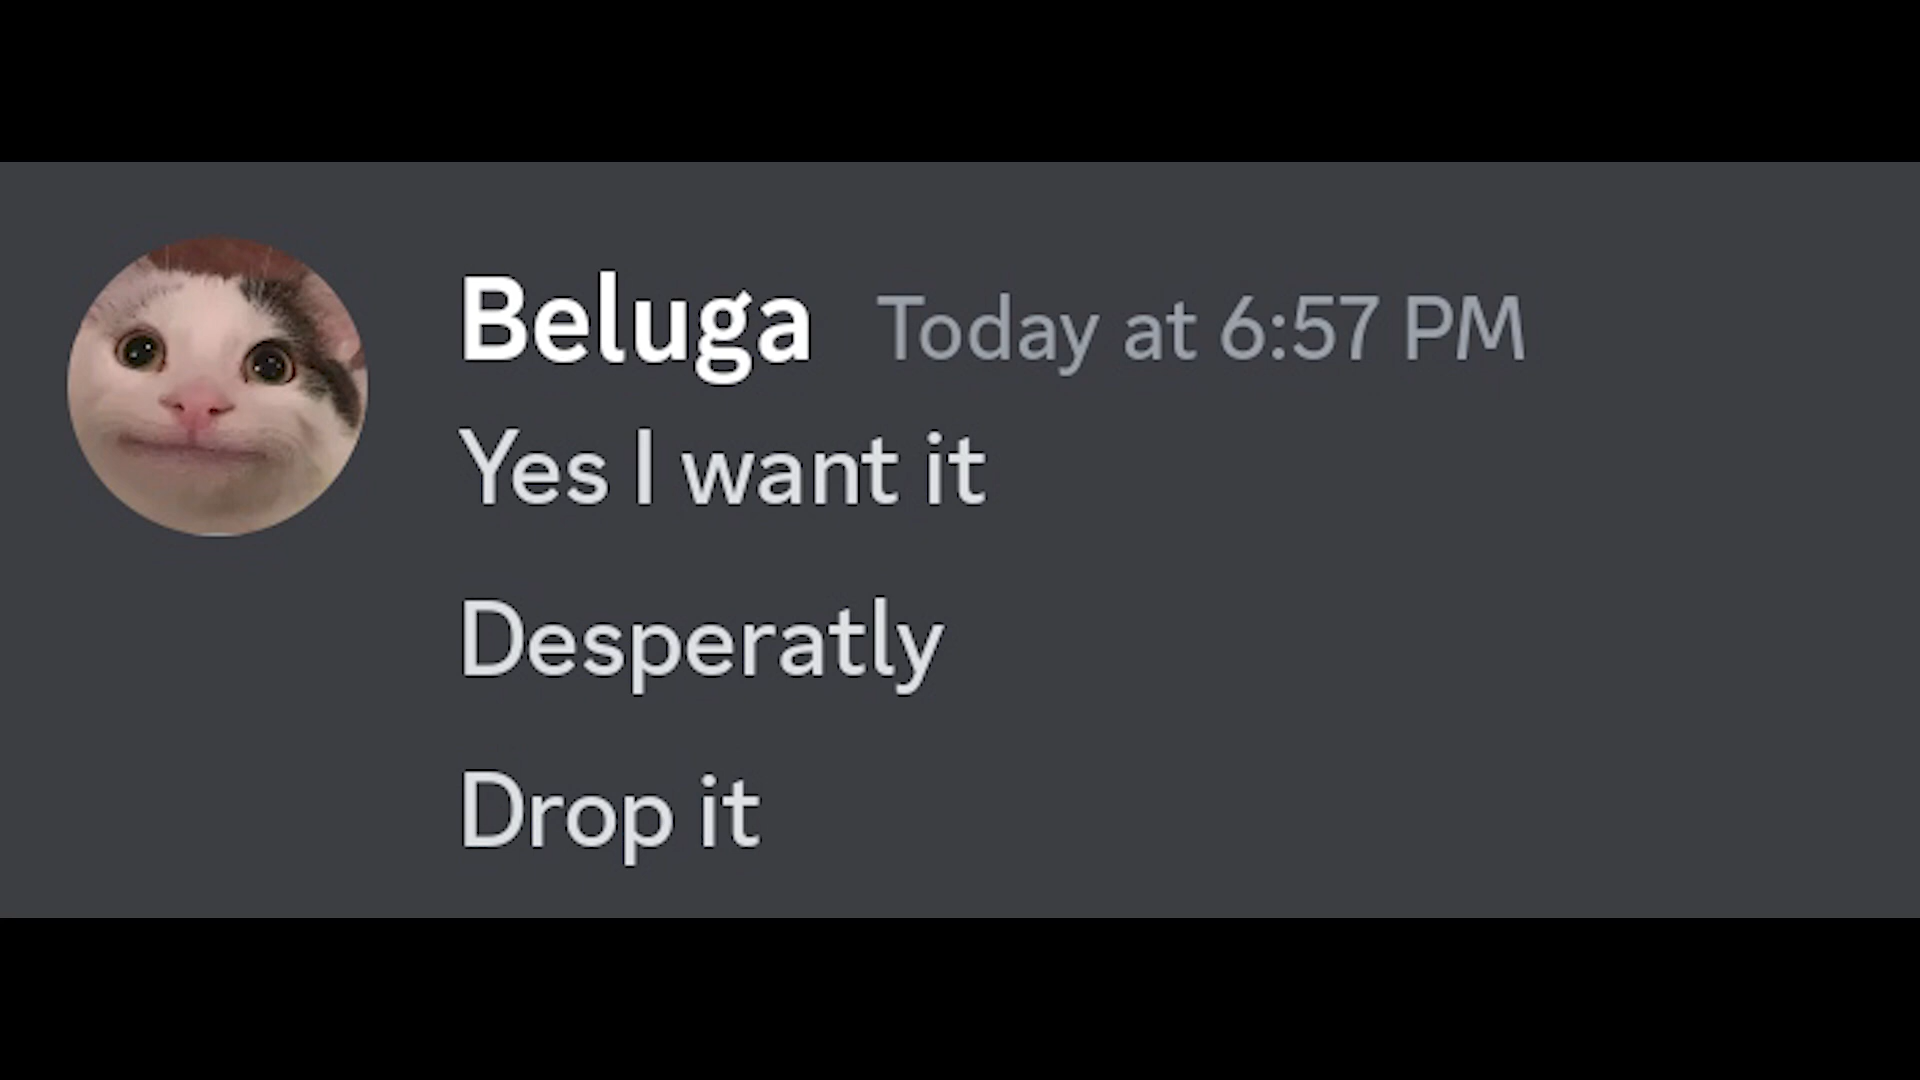 Beluga Today at 6:57 PM
Yes I want it
Desperatly
Drop it